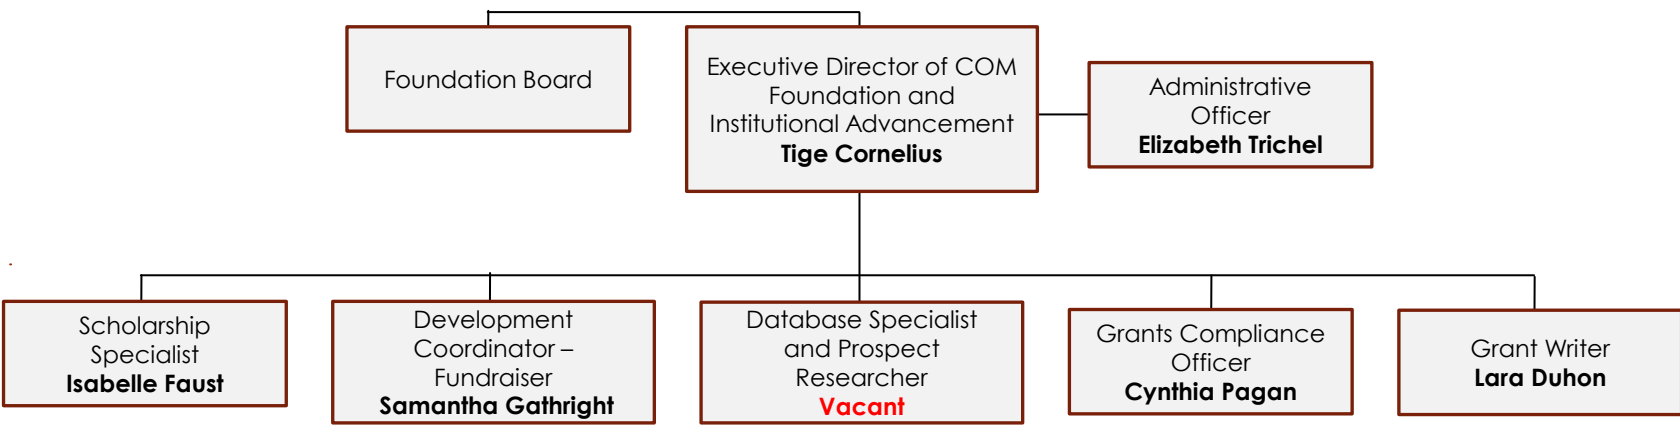 Foundation Board
Executive Director of COM
Foundation and
Institutional Advancement
Tige Cornelius
Administrative
Officer
Elizabeth Trichel
Scholarship
Specialist
Isabelle Faust
Development
Coordinator –
Fundraiser
Samantha Gathright
Database Specialist
and Prospect
Researcher
Vacant
Grants Compliance
Officer
Cynthia Pagan
Grant Writer
Lara Duhon